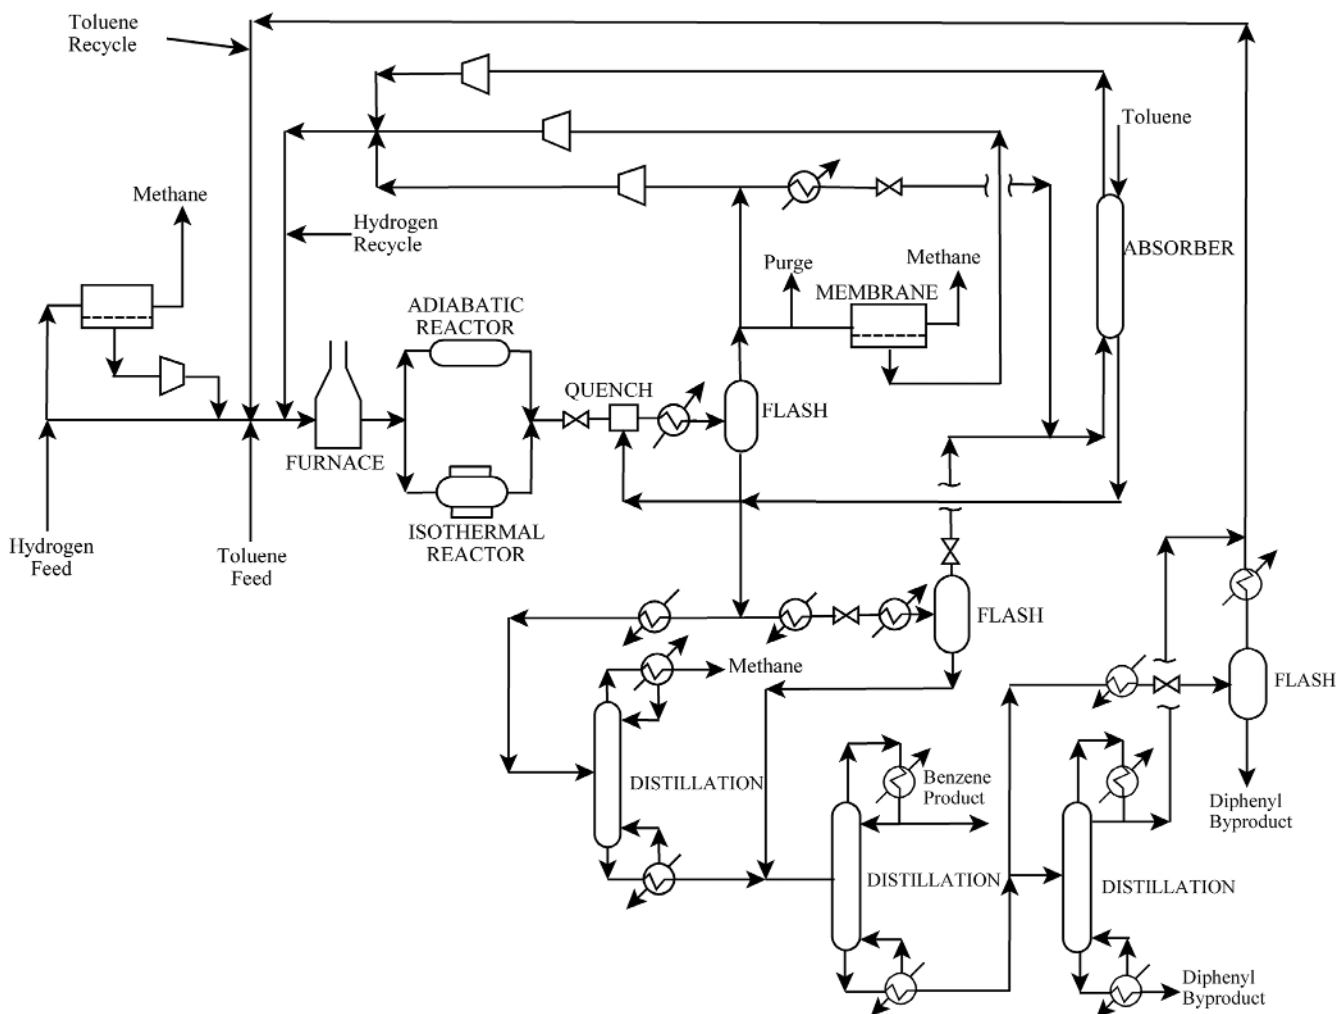 Toluene
Recycle
Toluene
Methane
Hydrogen
Recycle
ABSORBER
Purge
Methane
MEMBRANE
ADIABATIC
REACTOR
QUENCH
FLASH
FURNACE
ISOTHERMAL
REACTOR
Hydrogen
Feed
Toluene
Feed
FLASH
Methane
FLASH
DISTILLATION
Benzene
Product
Diphenyl
Byproduct
DISTILLATION
DISTILLATION
Diphenyl
Byproduct